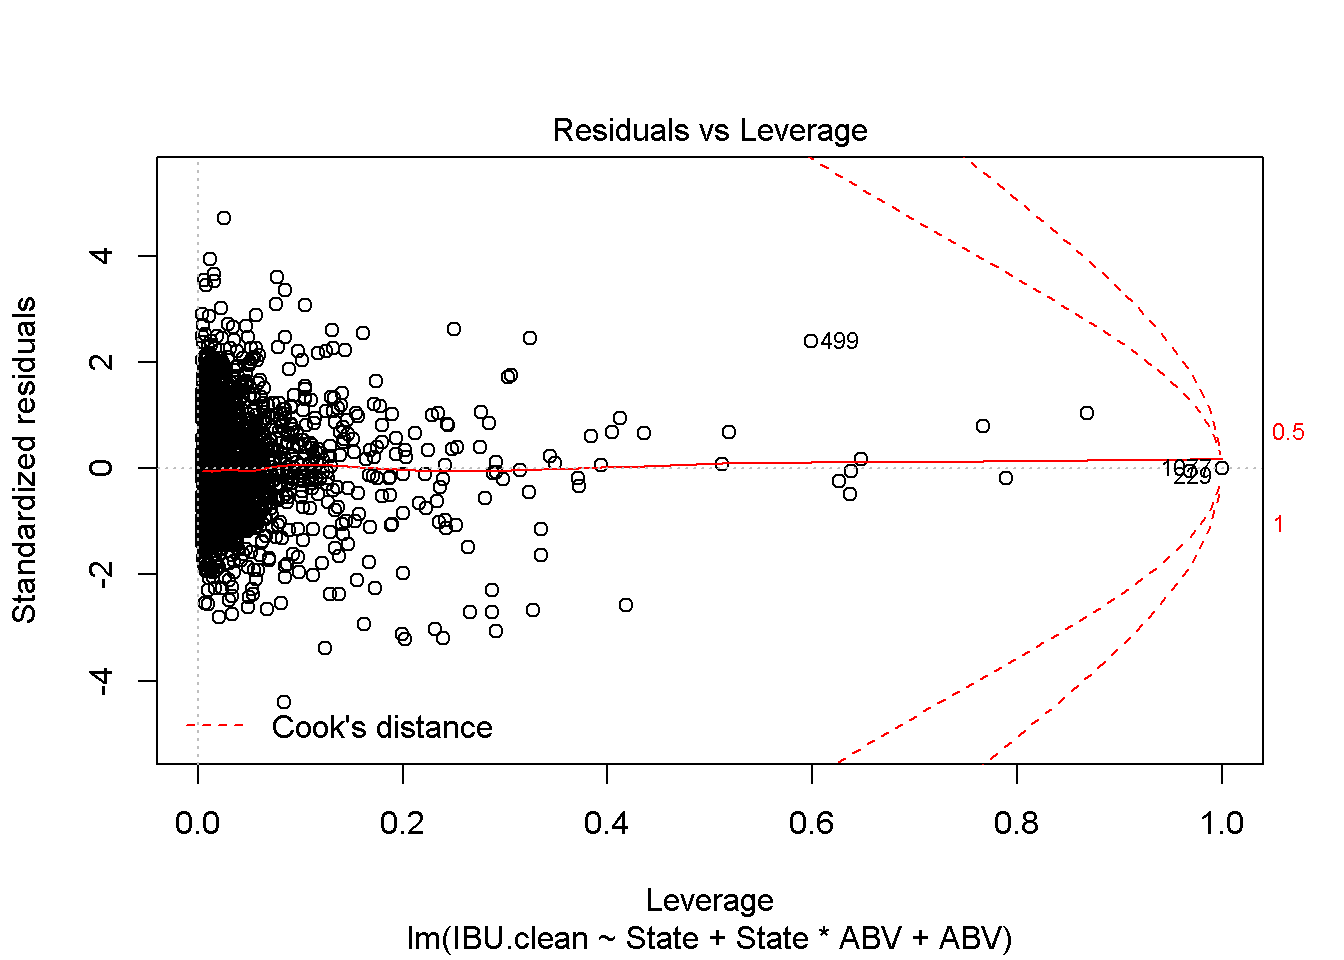 Residuals vs Leverage
Standardized residuals
4
2
0
-2
-4
499
1077
229
0.5
1
Cook's distance
0.0 0.2 0.4 0.6 0.8 1.0
Leverage
lm(IBU.clean ~ State + State * ABV + ABV)